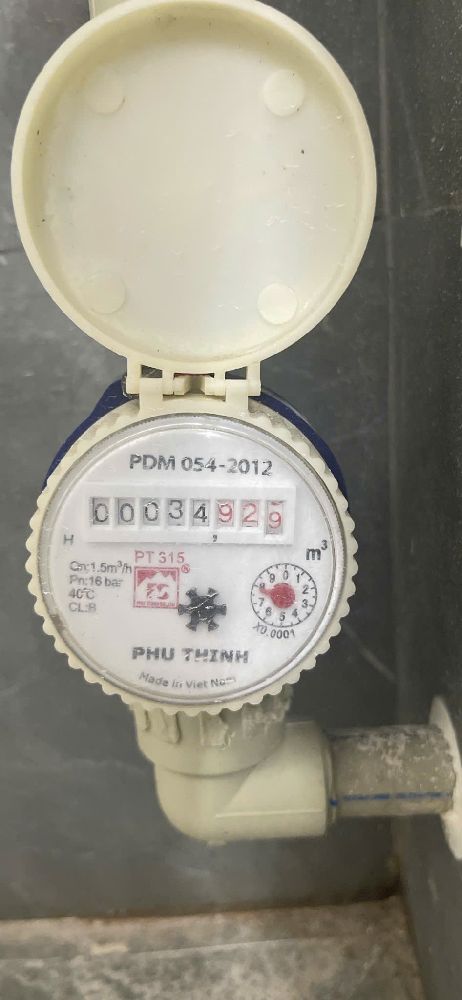 PDM 054-2012
00034929
,
H
m³
PT 315
®
Qn:1.5m³/h
Pn:16 bar
40°C
CL:B
9 0 1 2 3 4 5 6 7 8
X0.0001
PHU THINH
Made in Viet Nam